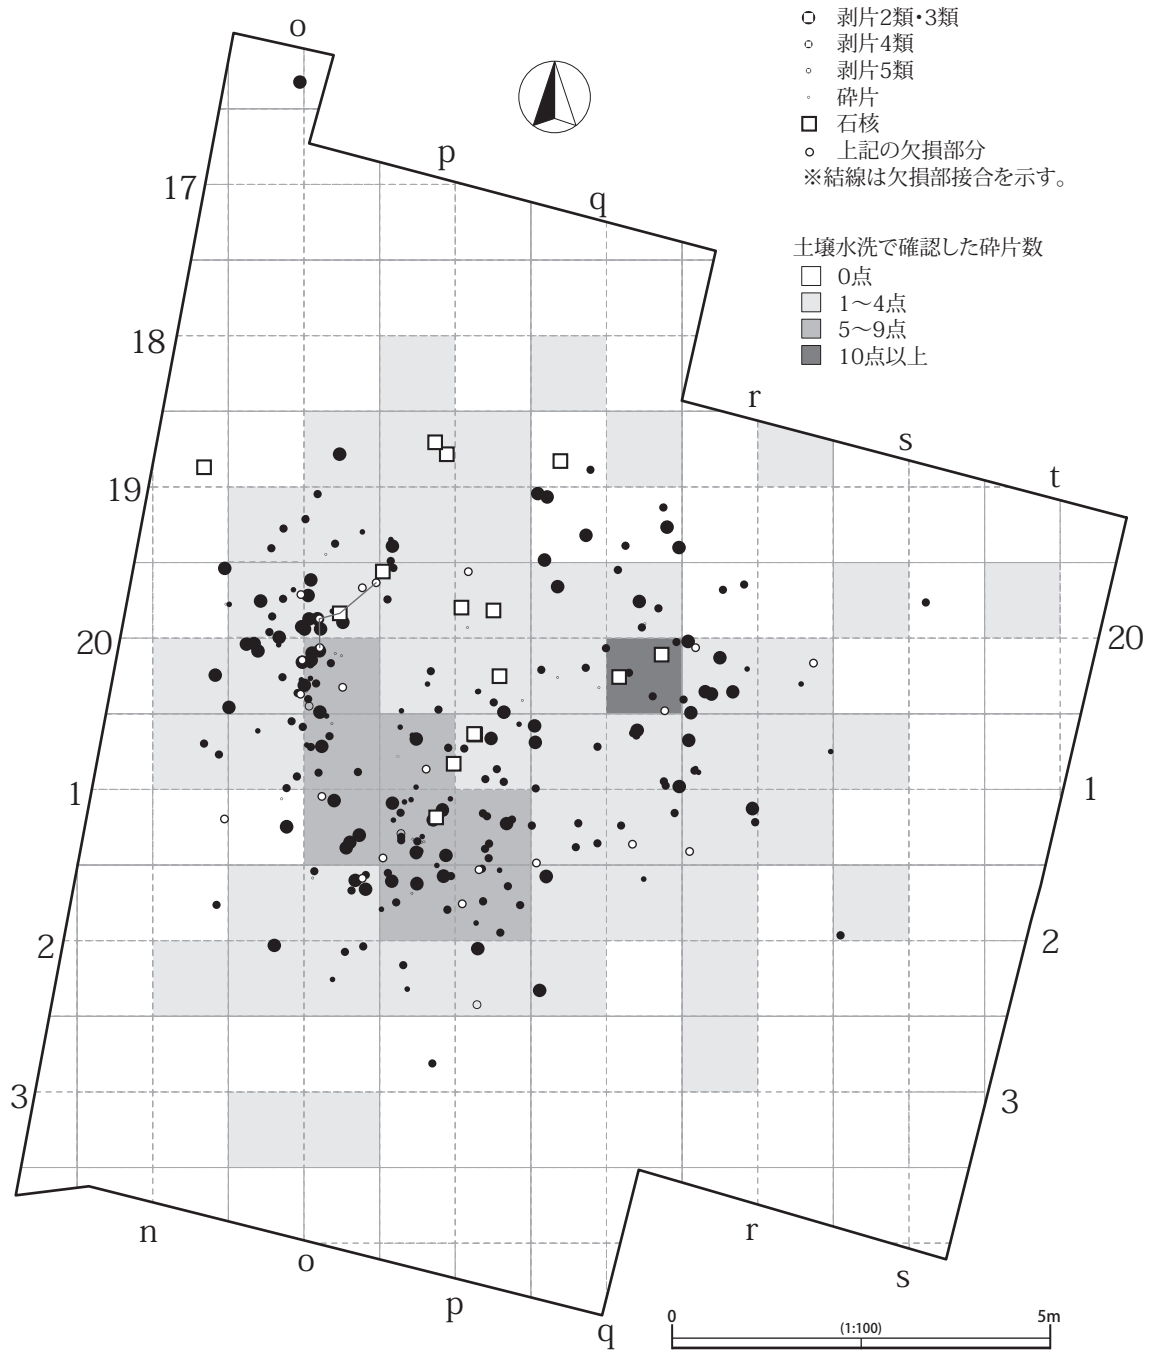 剥片2類・3類
剥片4類
剥片5類
砕片
石核
上記の欠損部分
※結線は欠損部接合を示す。
土壌水洗で確認した砕片数
0点
1～4点
5～9点
10点以上
o
p
q
r
s
t
17
18
19
20
1
2
3
20
1
2
3
n
o
p
q
r
s
0
5m
(1:100)